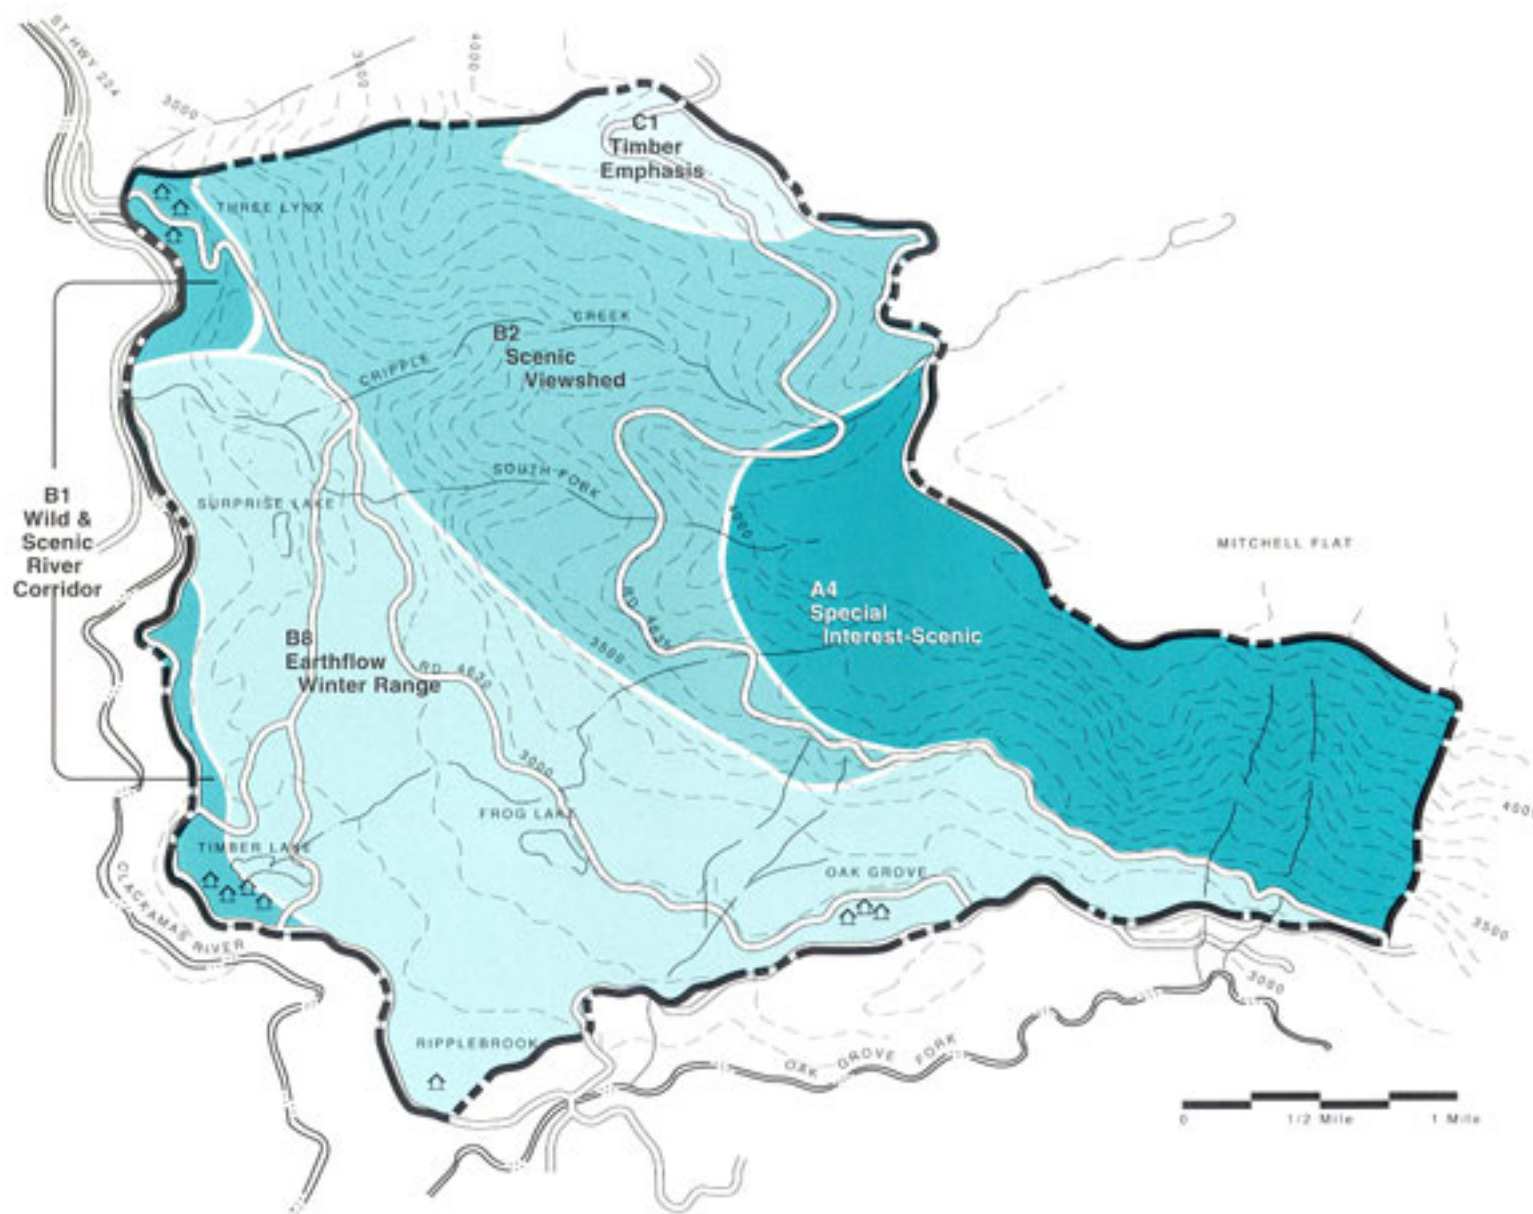 ST HWY 224
3000
3000
4000
C1
Timber
Emphasis
THREE LYNX
CREEK
B2
Scenic
Viewshed
CRIPPLE
B1
Wild &
Scenic
River
Corridor
SOUTH FORK
SURPRISE LAKE
4000
MITCHELL FLAT
A4
Special
Interest-Scenic
B8
Earthflow
Winter Range
3500
RD
RD 4630
3000
FROG LAKE
TIMBER LAKE
OAK GROVE
4000
3500
3000
CLACKAMAS RIVER
RIPPLEBROOK
OAK GROVE FORK
0
1/2 Mile
1 Mile